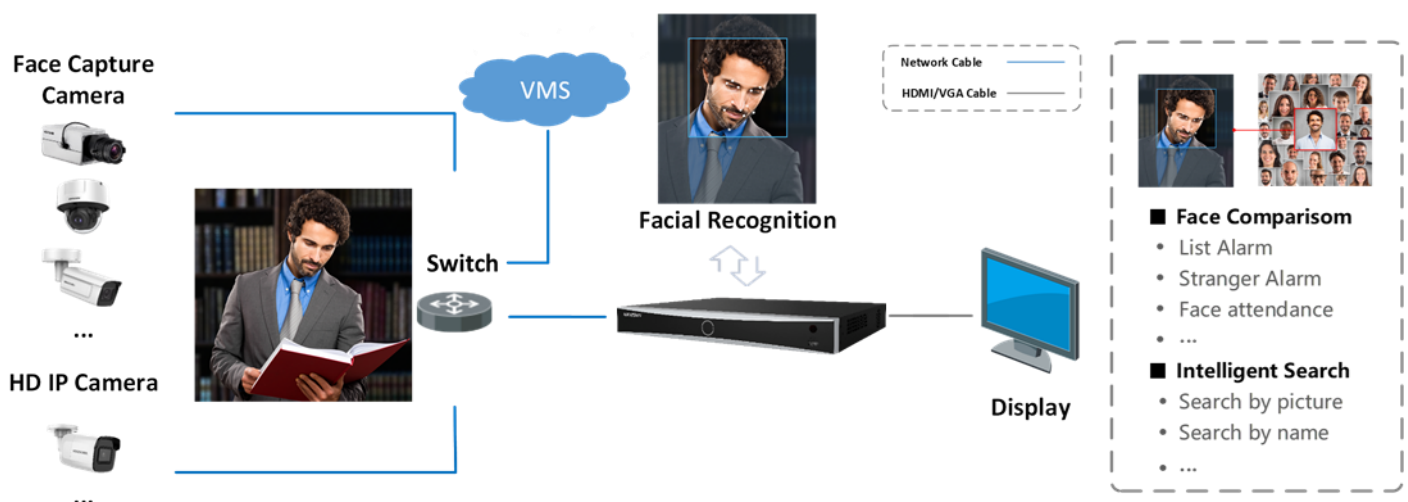 Face Capture
Camera
...
HD IP Camera
...
VMS
Switch
Facial Recognition
Network Cable
HDMI/VGA Cable
Display
■ Face Comparisom
• List Alarm
• Stranger Alarm
• Face attendance
• ...
■ Intelligent Search
• Search by picture
• Search by name
• ...